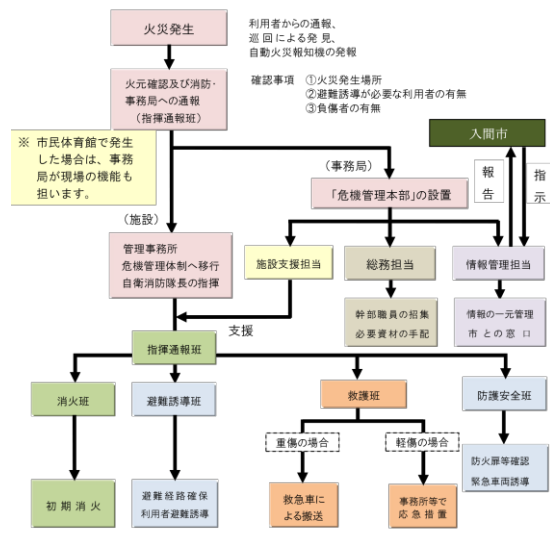 火災発生
利用者からの通報、
巡回による発見、
自動火災報知機の発報
火元確認及び消防・
事務局への通報
（指揮通報班）
確認事項 ①火災発生場所
②避難誘導が必要な利用者の有無
③負傷者の有無
※ 市民体育館で発生
した場合は、事務
局が現場の機能も
担います。
入間市
報告
指示
（事務局）
「危機管理本部」の設置
（施設）
管理事務所
危機管理体制へ移行
自衛消防隊長の指揮
施設支援担当
総務担当
情報管理担当
幹部職員の招集
必要資材の手配
情報の一元管理
市との窓口
支援
指揮通報班
消火班
避難誘導班
救護班
防護安全班
重傷の場合
軽傷の場合
防火扉等確認
緊急車両誘導
初期消火
避難経路確保
利用者避難誘導
救急車に
よる搬送
事務所等で
応急措置